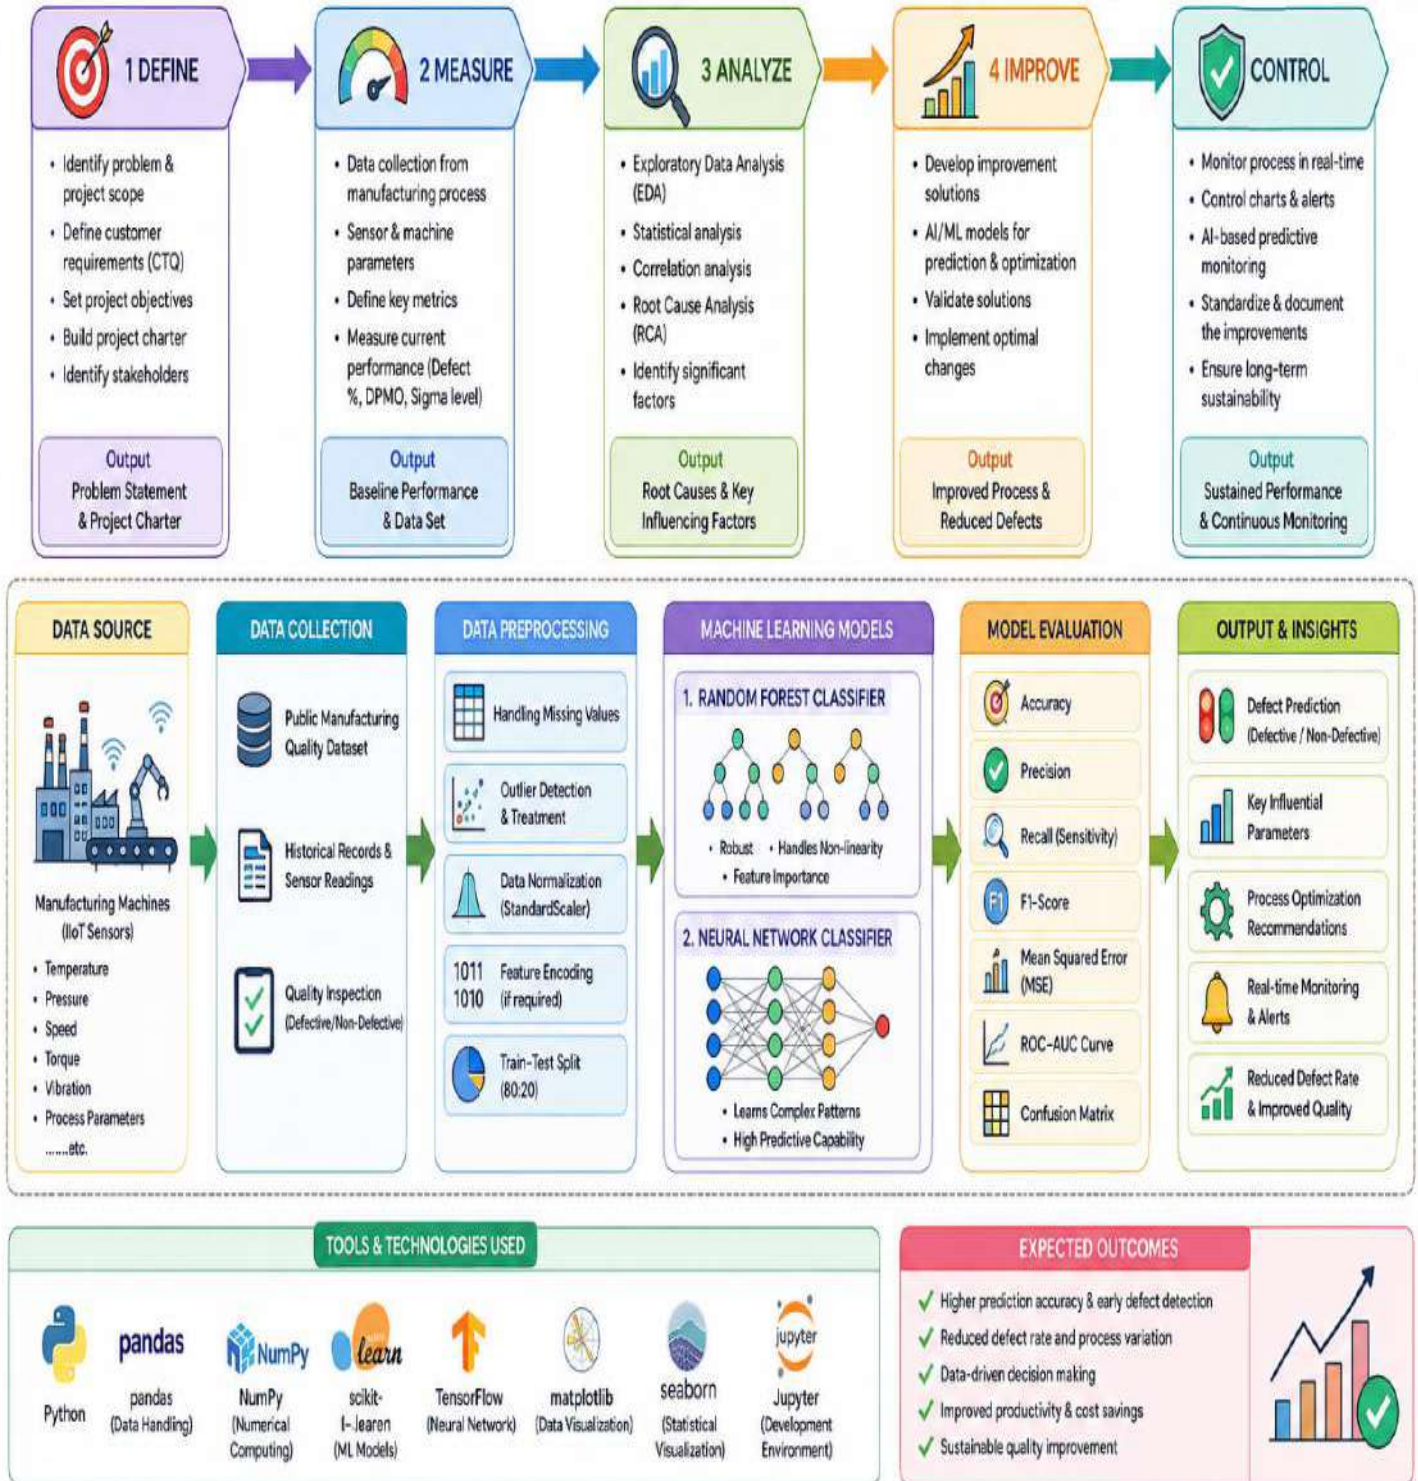 1 DEFINE
• Identify problem &
project scope
• Define customer
requirements (CTQ)
• Set project objectives
• Build project charter
• Identify stakeholders
Output
Problem Statement
& Project Charter
2 MEASURE
• Data collection from
manufacturing process
• Sensor & machine
parameters
• Define key metrics
• Measure current
performance (Defect
%, DPMO, Sigma level)
Output
Baseline Performance
& Data Set
3 ANALYZE
• Exploratory Data Analysis
(EDA)
• Statistical analysis
• Correlation analysis
• Root Cause Analysis
(RCA)
• Identify significant
factors
Output
Root Causes & Key
Influencing Factors
4 IMPROVE
• Develop improvement
solutions
• AI/ML models for
prediction & optimization
• Validate solutions
• Implement optimal
changes
Output
Improved Process &
Reduced Defects
CONTROL
• Monitor process in real-time
• Control charts & alerts
• AI-based predictive
monitoring
• Standardize & document
the improvements
• Ensure long-term
sustainability
Output
Sustained Performance
& Continuous Monitoring
DATA SOURCE
Manufacturing Machines
(IIoT Sensors)
• Temperature
• Pressure
• Speed
• Torque
• Vibration
• Process Parameters
.......etc.
DATA COLLECTION
Public Manufacturing
Quality Dataset
Historical Records &
Sensor Readings
Quality Inspection
(Defective/Non-Defective)
DATA PREPROCESSING
Handling Missing Values
Outlier Detection
& Treatment
Data Normalization
(StandardScaler)
1011
1010
Feature Encoding
(if required)
Train-Test Split
(80:20)
MACHINE LEARNING MODELS
1. RANDOM FOREST CLASSIFIER
• Robust • Handles Non-linearity
• Feature Importance
2. NEURAL NETWORK CLASSIFIER
• Learns Complex Patterns
• High Predictive Capability
MODEL EVALUATION
Accuracy
Precision
Recall (Sensitivity)
F1
F1-Score
Mean Squared Error
(MSE)
ROC-AUC Curve
Confusion Matrix
OUTPUT & INSIGHTS
Defect Prediction
(Defective / Non-Defective)
Key Influential
Parameters
Process Optimization
Recommendations
Real-time Monitoring
& Alerts
Reduced Defect Rate
& Improved Quality
TOOLS & TECHNOLOGIES USED
Python
pandas
pandas
(Data Handling)
NumPy
NumPy
(Numerical
Computing)
learn
scikit-
l-.learen
(ML Models)
TensorFlow
(Neural Network)
matplotlib
(Data Visualization)
seaborn
(Statistical
Visualization)
jupyter
Jupyter
(Development
Environment)
EXPECTED OUTCOMES
Higher prediction accuracy & early defect detection
Reduced defect rate and process variation
Data-driven decision making
Improved productivity & cost savings
Sustainable quality improvement